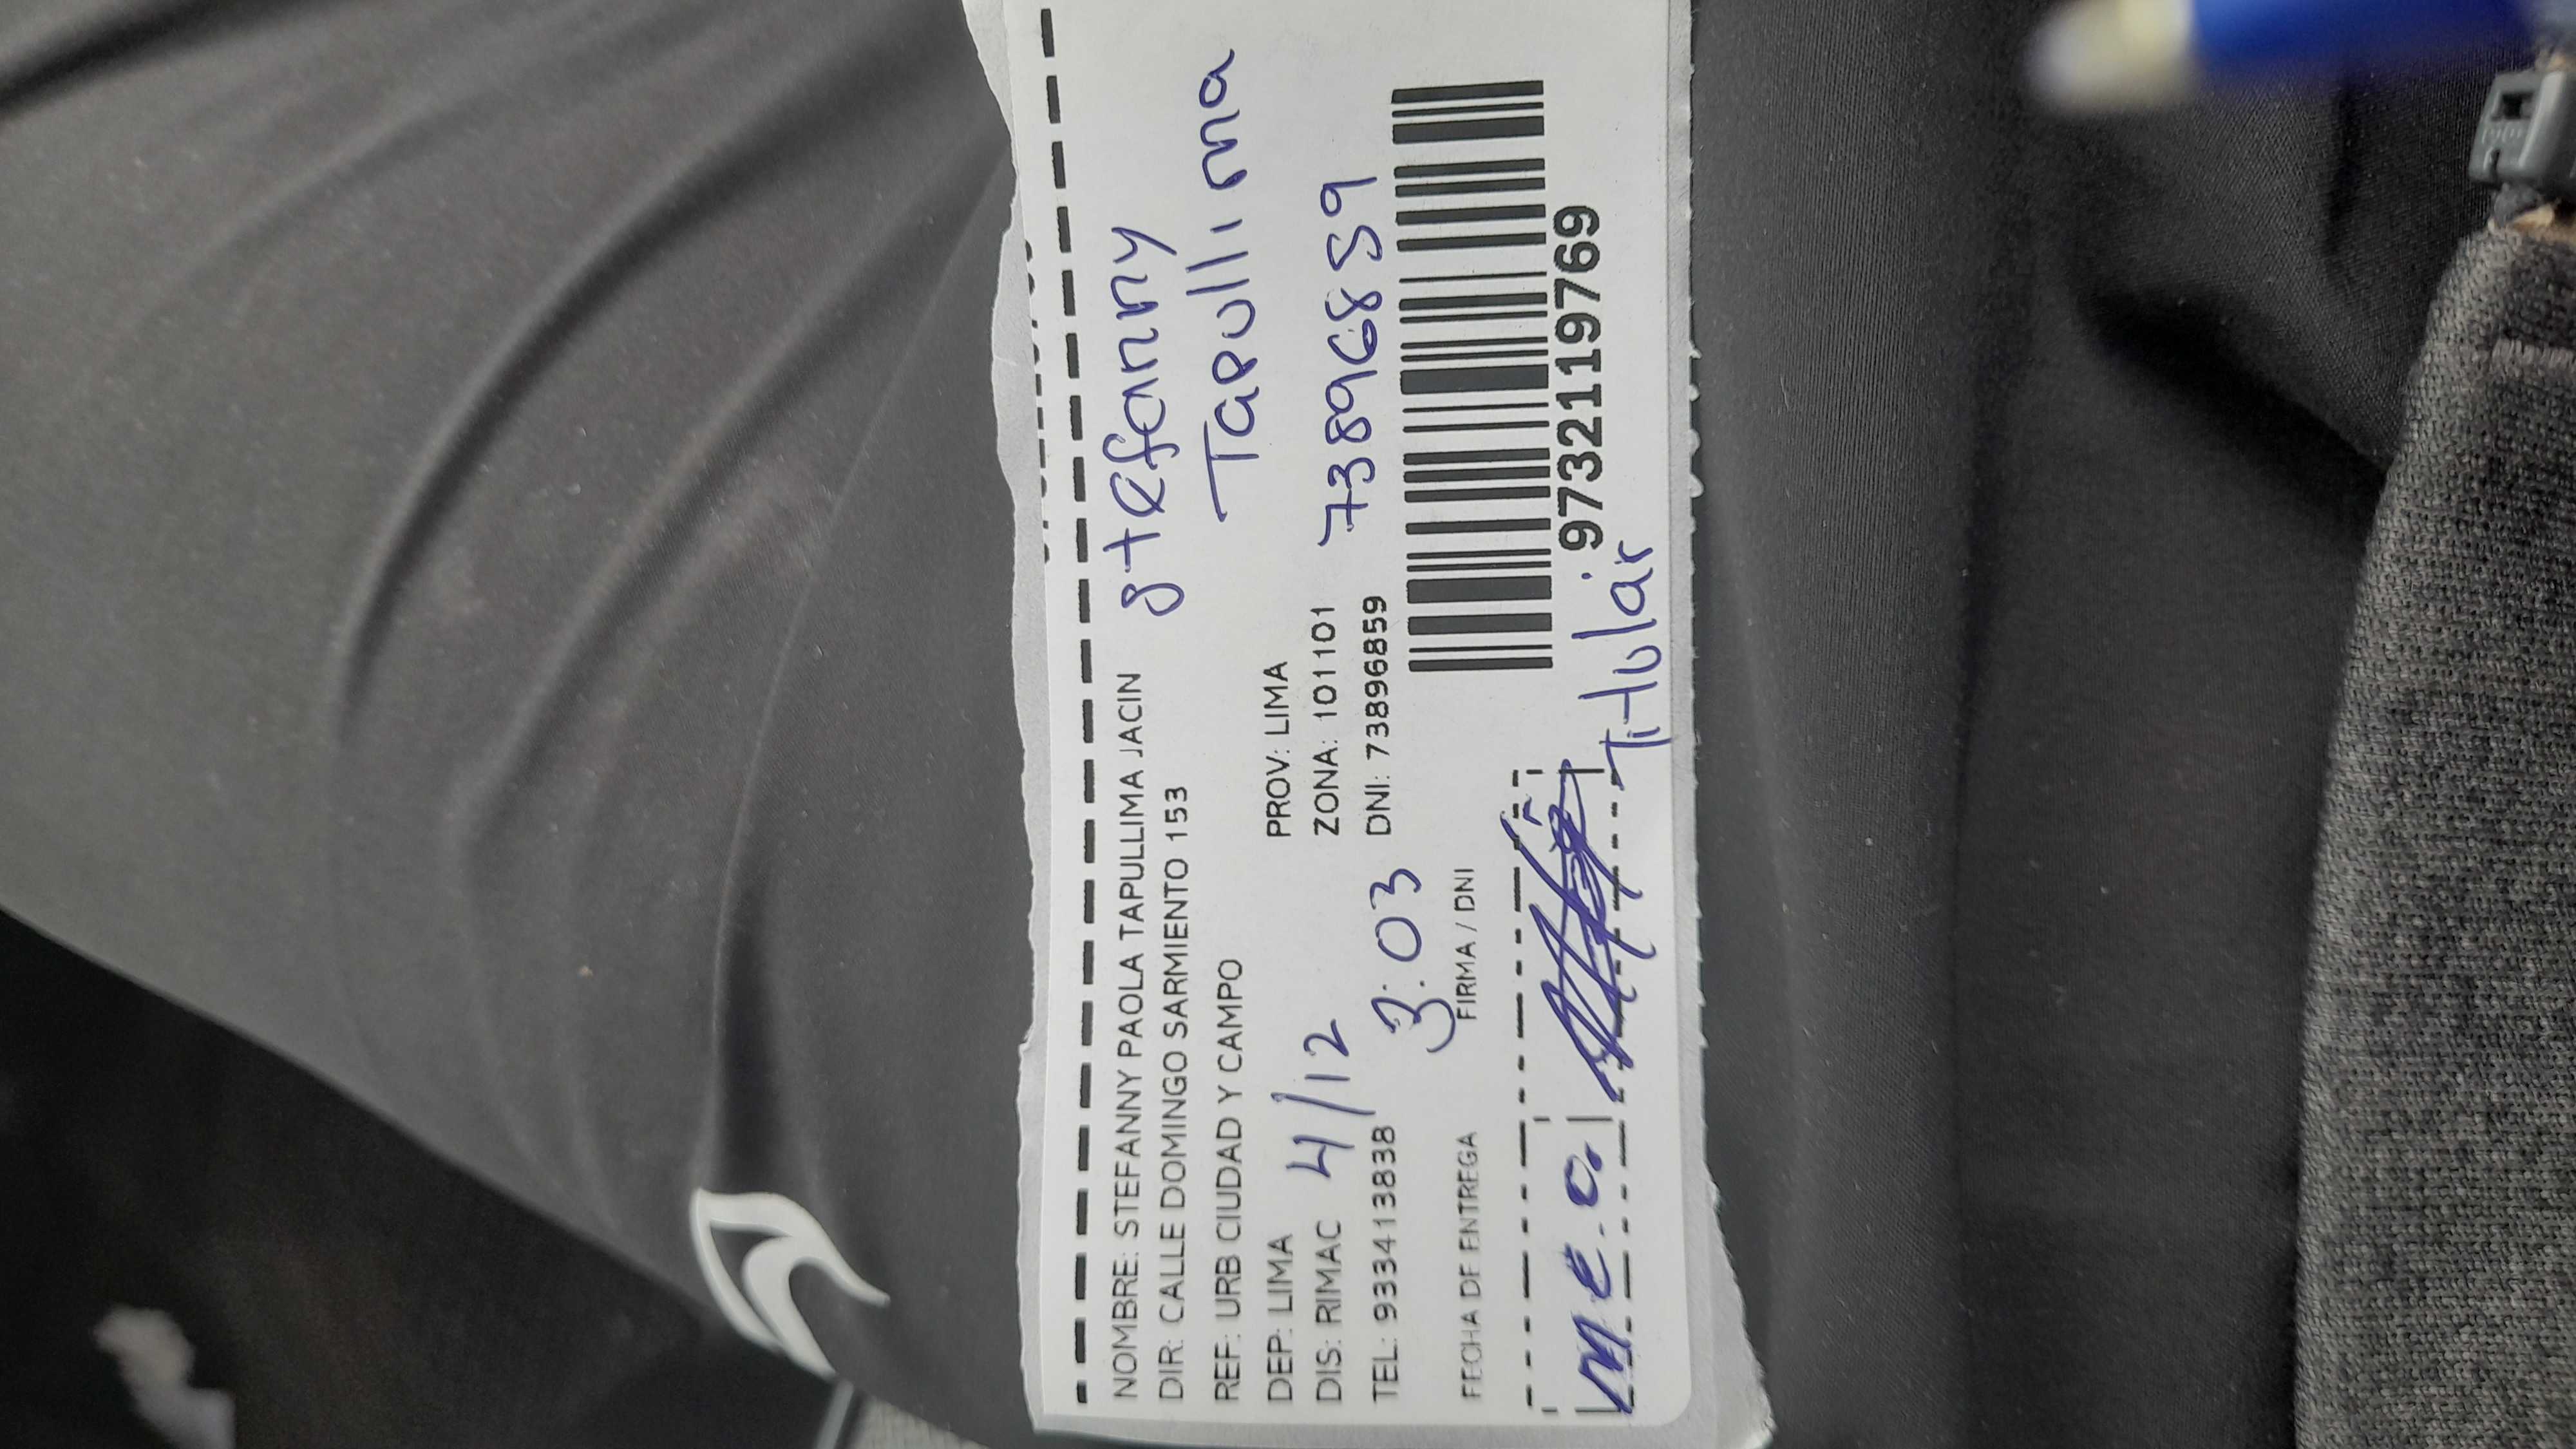 NOMBRE: STEFANNY PAOLA TAPULLIMA JACIN
stefanny
DIR: CALLE DOMINGO SARMIENTO 153
Tapullima
REF: URB CIUDAD Y CAMPO
DEP: LIMA
PROV: LIMA
4/12
DIS: RIMAC
ZONA: 101101
73896859
TEL: 933413838
DNI: 73896859
3:03
FECHA DE ENTREGA
FIRMA / DNI
9732119769
m e o.
Titular